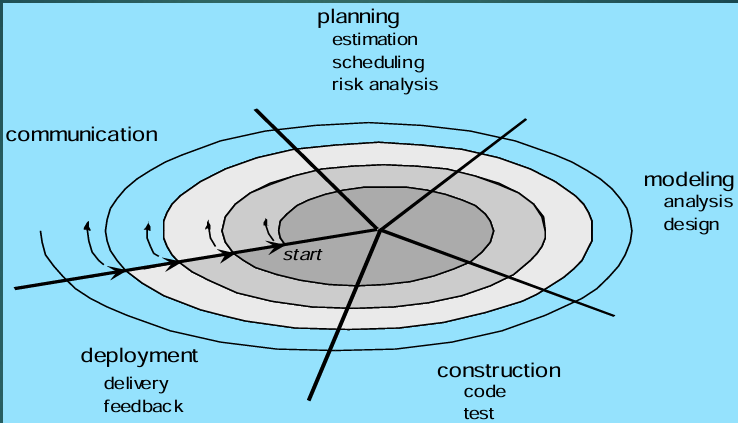 planning
estimation
scheduling
risk analysis
communication
modeling
analysis
design
start
deployment
delivery
feedback
construction
code
test